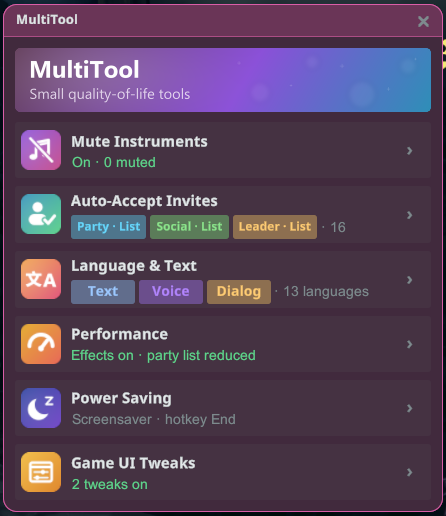 MultiTool
MultiTool
Small quality-of-life tools
Mute Instruments
On · 0 muted
Auto-Accept Invites
Party · List Social · List Leader · List · 16
文A
Language & Text
Text Voice Dialog · 13 languages
Performance
Effects on · party list reduced
Z
Power Saving
Screensaver · hotkey End
Game UI Tweaks
2 tweaks on